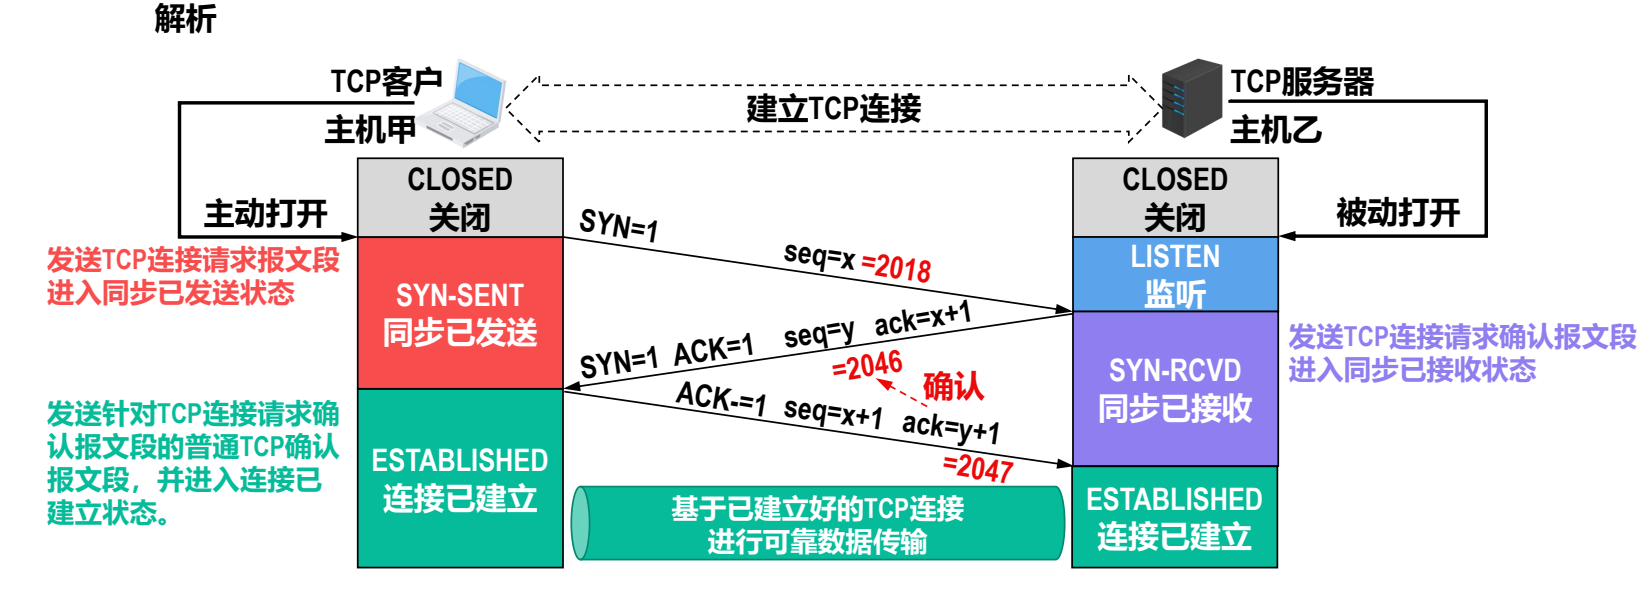 解析
TCP客户
主机甲
建立TCP连接
TCP服务器
主机乙
CLOSED
关闭
主动打开
CLOSED
关闭
被动打开
发送TCP连接请求报文段
进入同步已发送状态
SYN-SENT
同步已发送
SYN=1 seq=x =2018
LISTEN
监听
SYN=1 ACK=1 seq=y ack=x+1
=2046
确认
SYN-RCVD
同步已接收
发送TCP连接请求确认报文段
进入同步已接收状态
ACK-=1 seq=x+1 ack=y+1
=2047
发送针对TCP连接请求确
认报文段的普通TCP确认
报文段，并进入连接已
建立状态。
ESTABLISHED
连接已建立
基于已建立好的TCP连接
进行可靠数据传输
ESTABLISHED
连接已建立